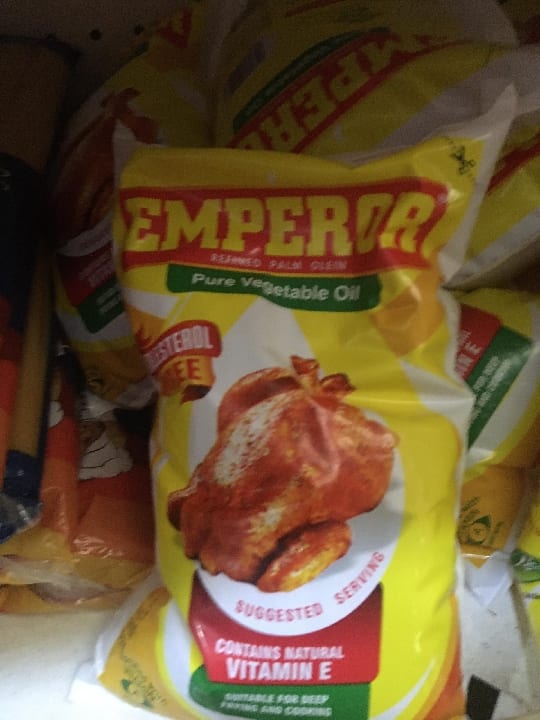 EMPEROR
REFINED PALM OLEIN
Pure Vegetable Oil
SUGGESTED SERVING
CONTAINS NATURAL
VITAMIN E
SUITABLE FOR DEEP
FRYING AND COOKING